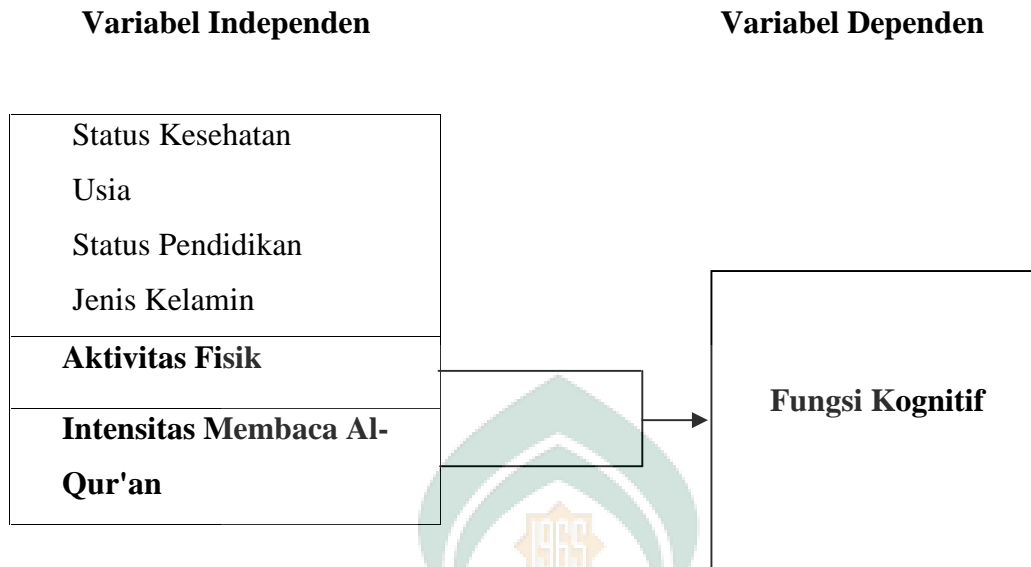 Variabel Independen
Variabel Dependen
Status Kesehatan
Usia
Status Pendidikan
Jenis Kelamin
Aktivitas Fisik
Intensitas Membaca Al-
Qur'an
Fungsi Kognitif
1965